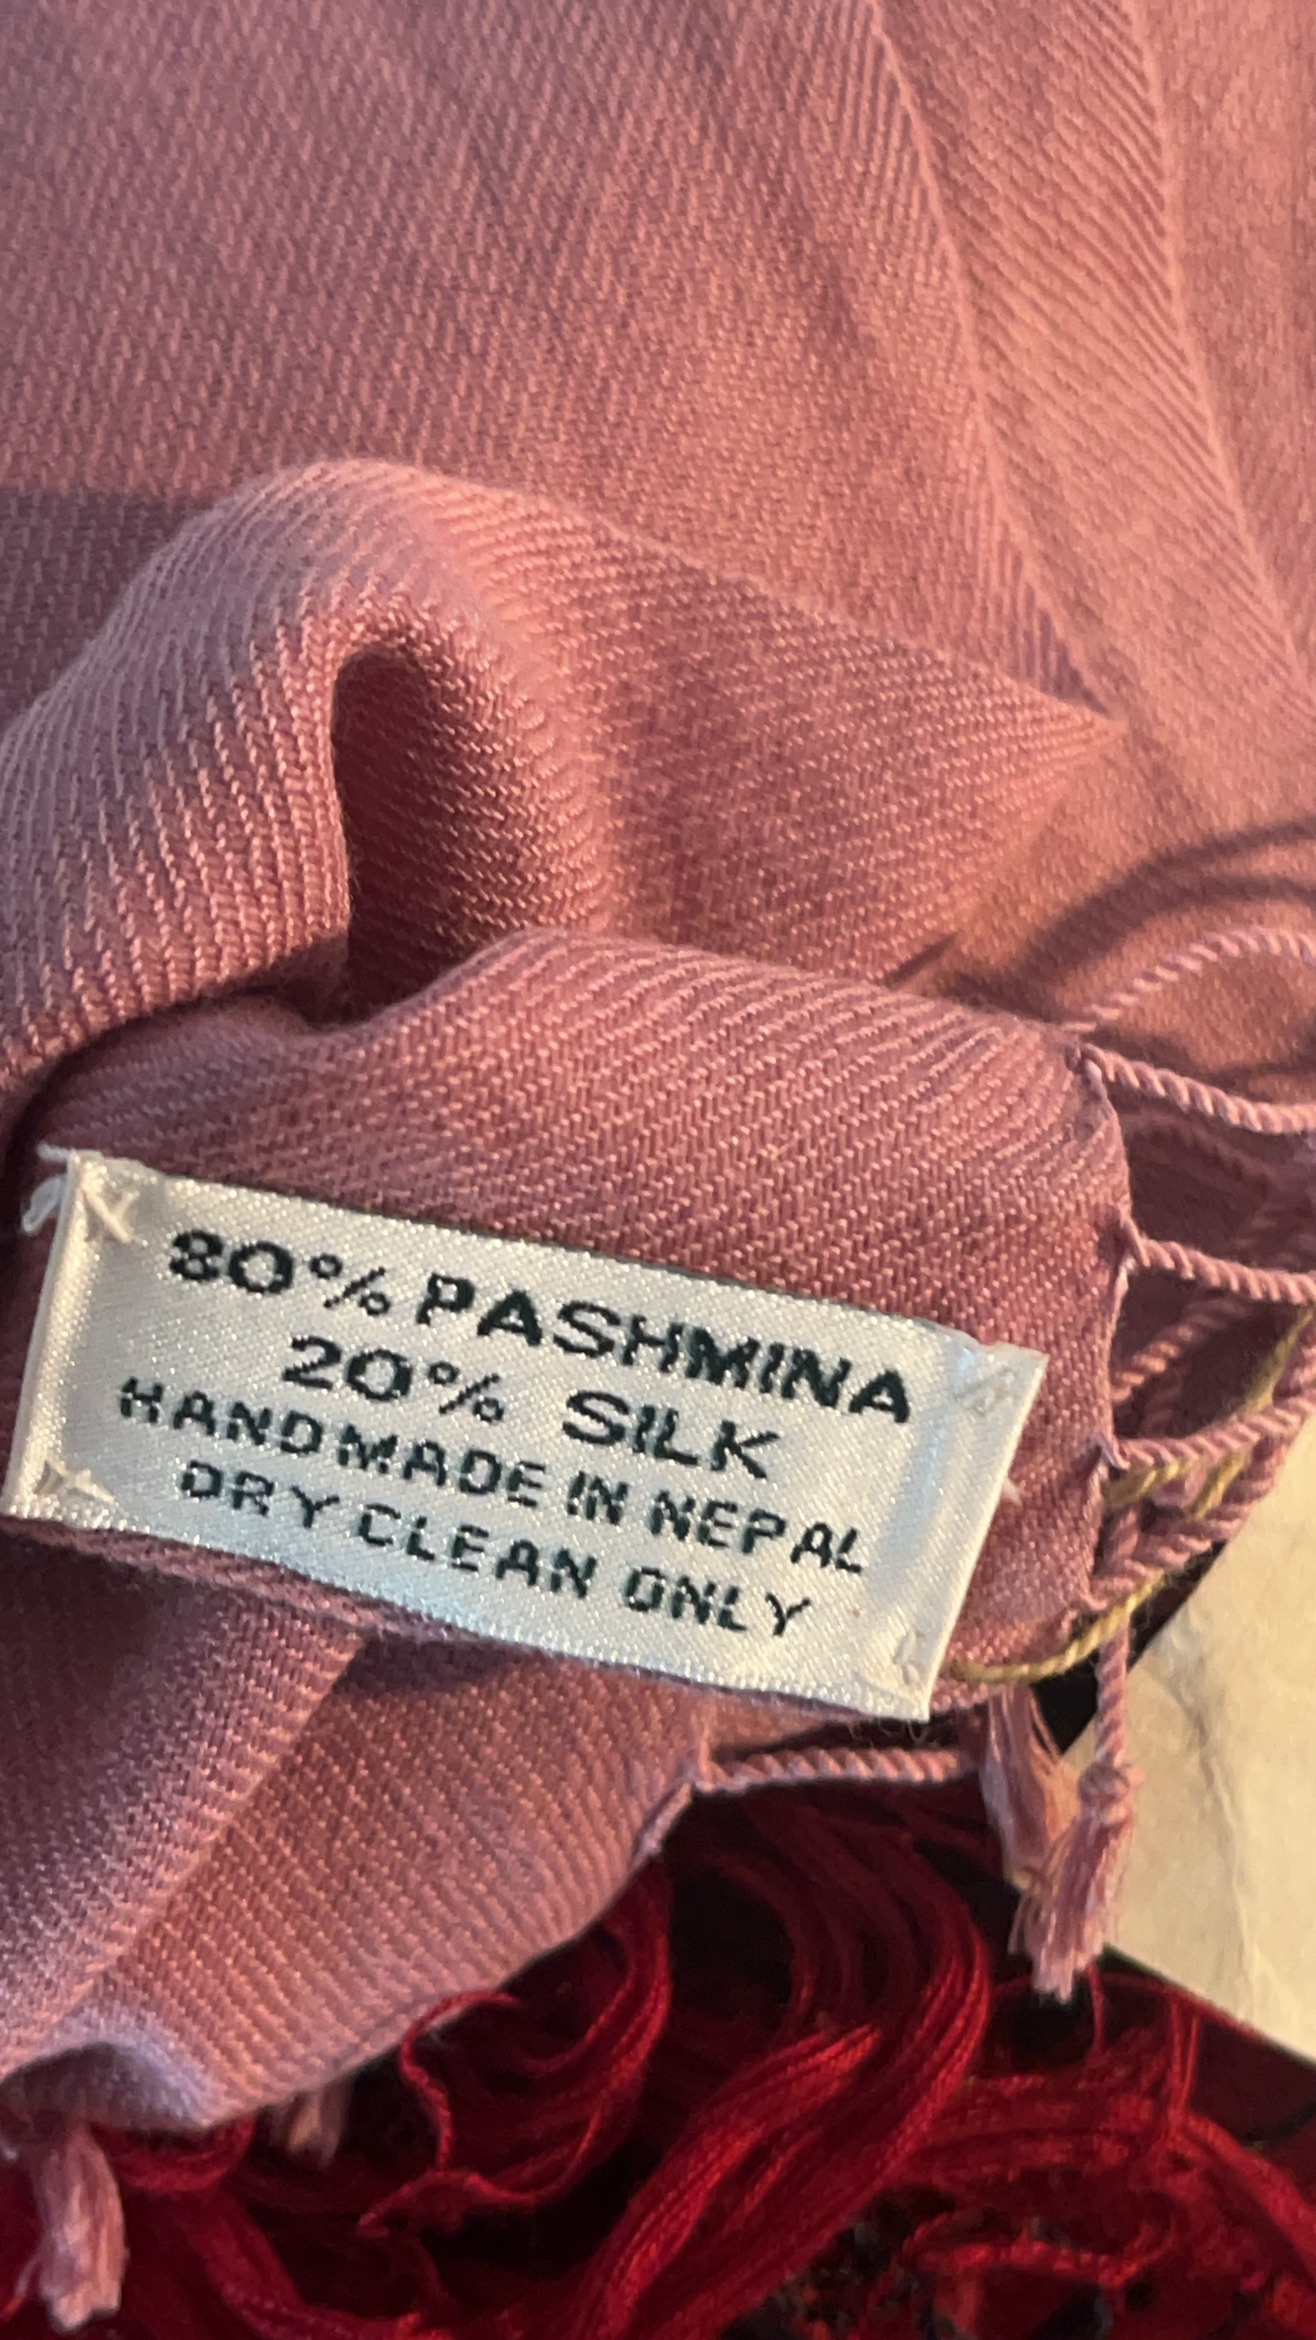 80% PASHMINA
20% SILK
HANDMADE IN NEPAL
DRY CLEAN ONLY